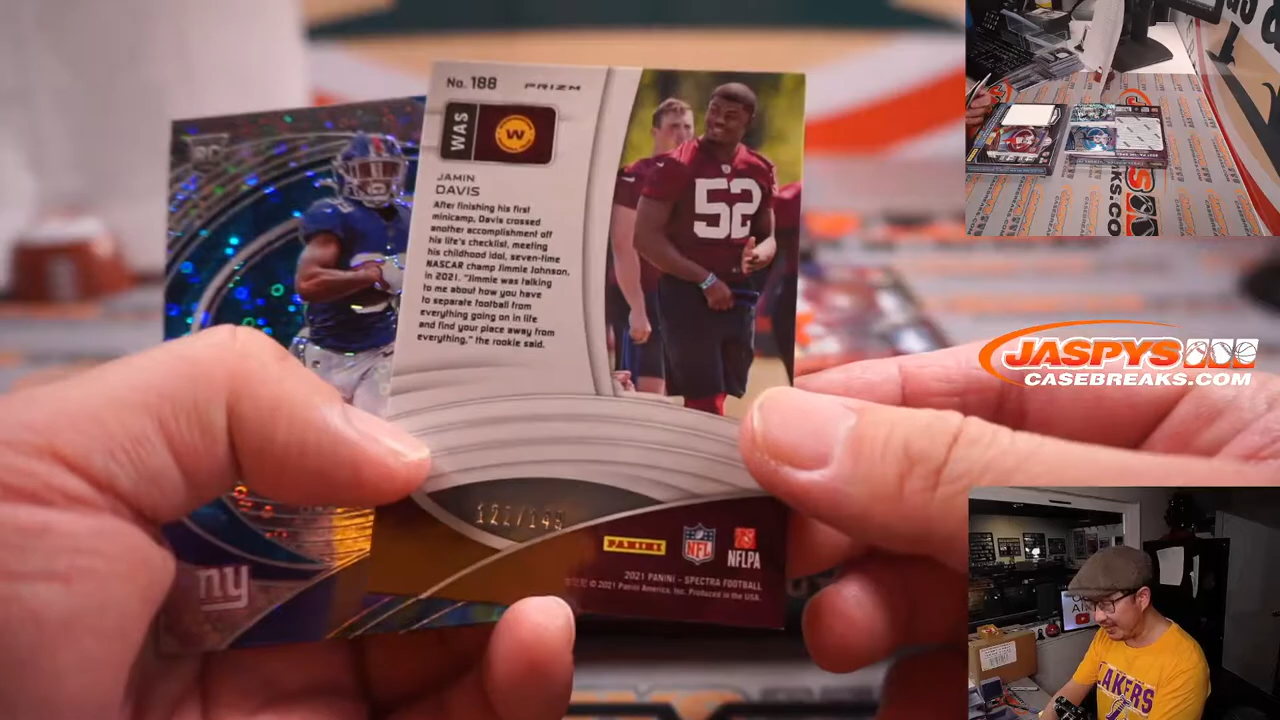 No. 188 PRIZM
WAS
W
JAMIN
DAVIS
After finishing his first
minicamp, Davis crossed
another accomplishment off
his life's checklist, meeting
his childhood idol, seven-time
NASCAR champ Jimmie Johnson,
in 2021. "Jimmie was talking
to me about how you have
to separate football from
everything going on in life
and find your place away from
everything," the rookie said.
52
RC
ny
PANINI
NFL
NFLPA
2021 PANINI - SPECTRA FOOTBALL
© 2021 Panini America, Inc. Produced in the USA.
JASPYS
CASEBREAKS.COM
LAKERS